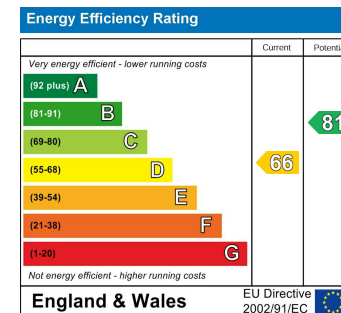 Energy Efficiency Rating
Current
Very energy efficient - lower running costs
(92 plus) A
(81-91) B
81
(69-80) C
(55-68) D
66
(39-54) E
(21-38) F
(1-20) G
Not energy efficient - higher running costs
England & Wales
EU Directive
2002/91/EC